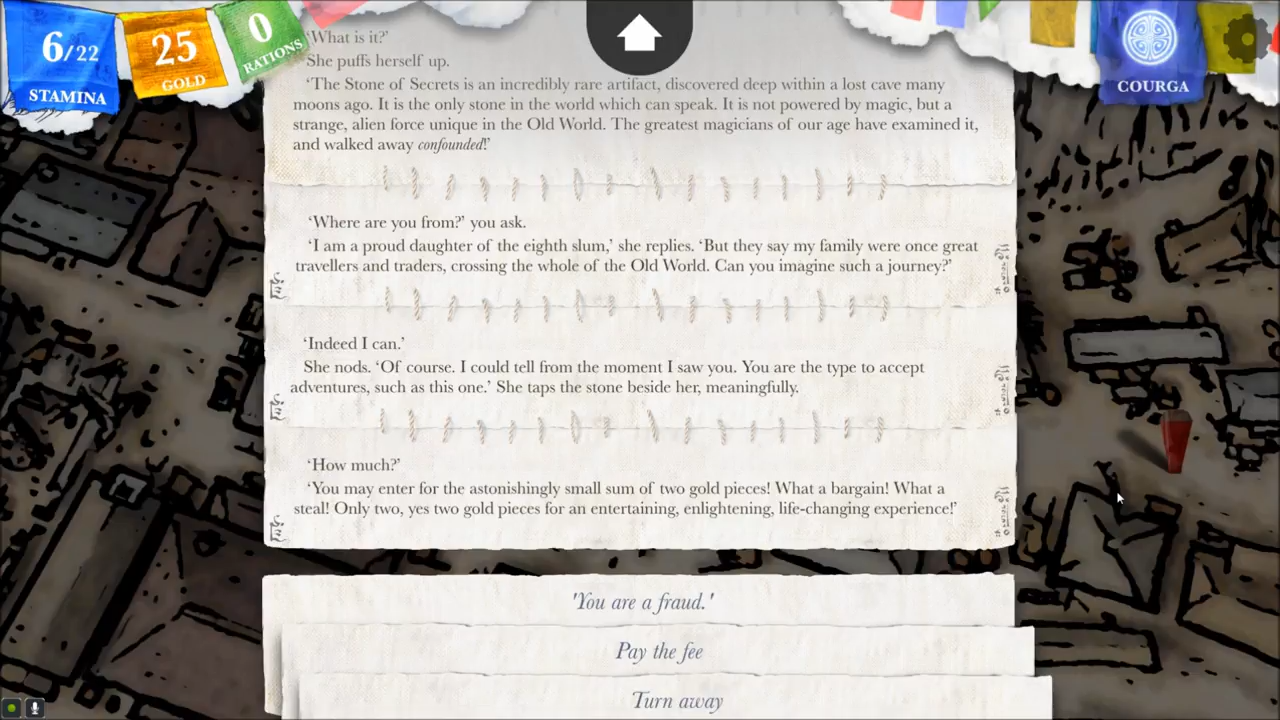 6/22
STAMINA
25
GOLD
0
RATIONS
COURGA
‘What is it?’
She puffs herself up.
‘The Stone of Secrets is an incredibly rare artifact, discovered deep within a lost cave many
moons ago. It is the only stone in the world which can speak. It is not powered by magic, but a
strange, alien force unique in the Old World. The greatest magicians of our age have examined it,
and walked away confounded!’
‘Where are you from?’ you ask.
‘I am a proud daughter of the eighth slum,’ she replies. ‘But they say my family were once great
travellers and traders, crossing the whole of the Old World. Can you imagine such a journey?’
‘Indeed I can.’
She nods. ‘Of course. I could tell from the moment I saw you. You are the type to accept
adventures, such as this one.’ She taps the stone beside her, meaningfully.
‘How much?’
‘You may enter for the astonishingly small sum of two gold pieces! What a bargain! What a
steal! Only two, yes two gold pieces for an entertaining, enlightening, life-changing experience!’
'You are a fraud.'
Pay the fee
Turn away